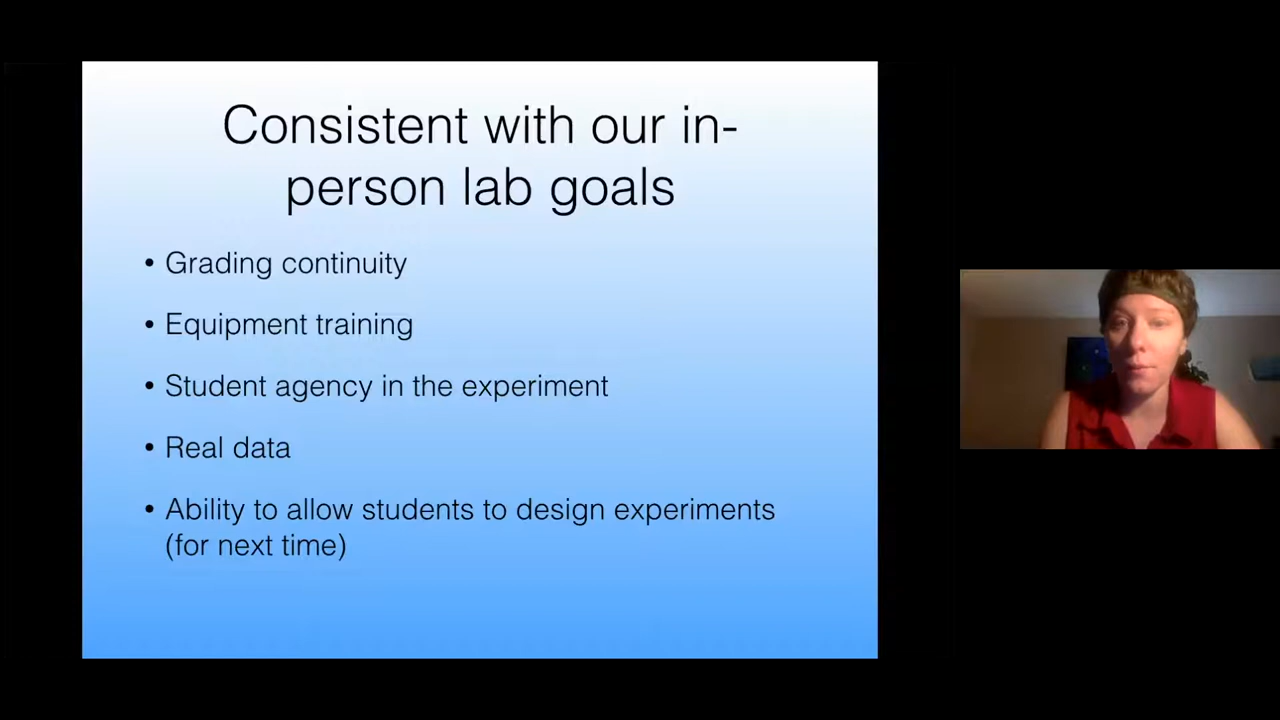 Consistent with our in-
person lab goals
• Grading continuity
• Equipment training
• Student agency in the experiment
• Real data
• Ability to allow students to design experiments
(for next time)